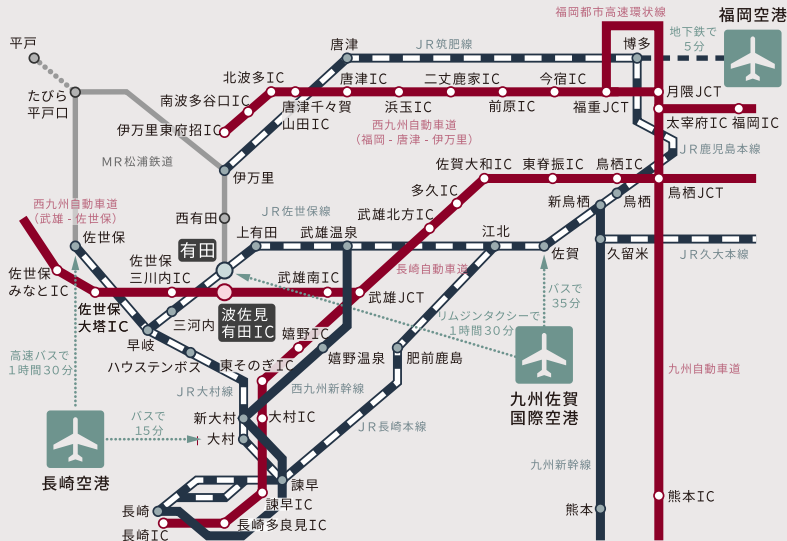 福岡都市高速環状線
福岡空港
平戸
唐津
JR筑肥線
博多
地下鉄で
5分
北波多IC
唐津IC
二丈鹿家IC
今宿IC
月隈JCT
たびら
平戸口
南波多谷口IC
唐津千々賀
山田IC
浜玉IC
前原IC
福重JCT
太宰府IC
福岡IC
伊万里東府招IC
西九州自動車道
(福岡 - 唐津 - 伊万里)
JR鹿児島本線
MR松浦鉄道
伊万里
佐賀大和IC
東脊振IC
鳥栖IC
鳥栖JCT
多久IC
新鳥栖
鳥栖
西九州自動車道
(武雄 - 佐世保)
西有田
JR佐世保線
武雄北方IC
佐世保
有田
上有田
武雄温泉
江北
佐賀
久留米
JR久大本線
佐世保
みなとIC
佐世保
三川内IC
武雄南IC
長崎自動車道
武雄JCT
バスで
35分
佐世保
大塔IC
三河内
波佐見
有田IC
リムジンタクシーで
1時間30分
早岐
嬉野IC
高速バスで
1時間30分
ハウステンボス
東そのぎIC
嬉野温泉
肥前鹿島
九州自動車道
JR大村線
西九州新幹線
九州佐賀
国際空港
バスで
15分
新大村
大村IC
大村
JR長崎本線
長崎空港
諫早
九州新幹線
諫早IC
熊本IC
長崎
熊本
長崎多良見IC
長崎IC